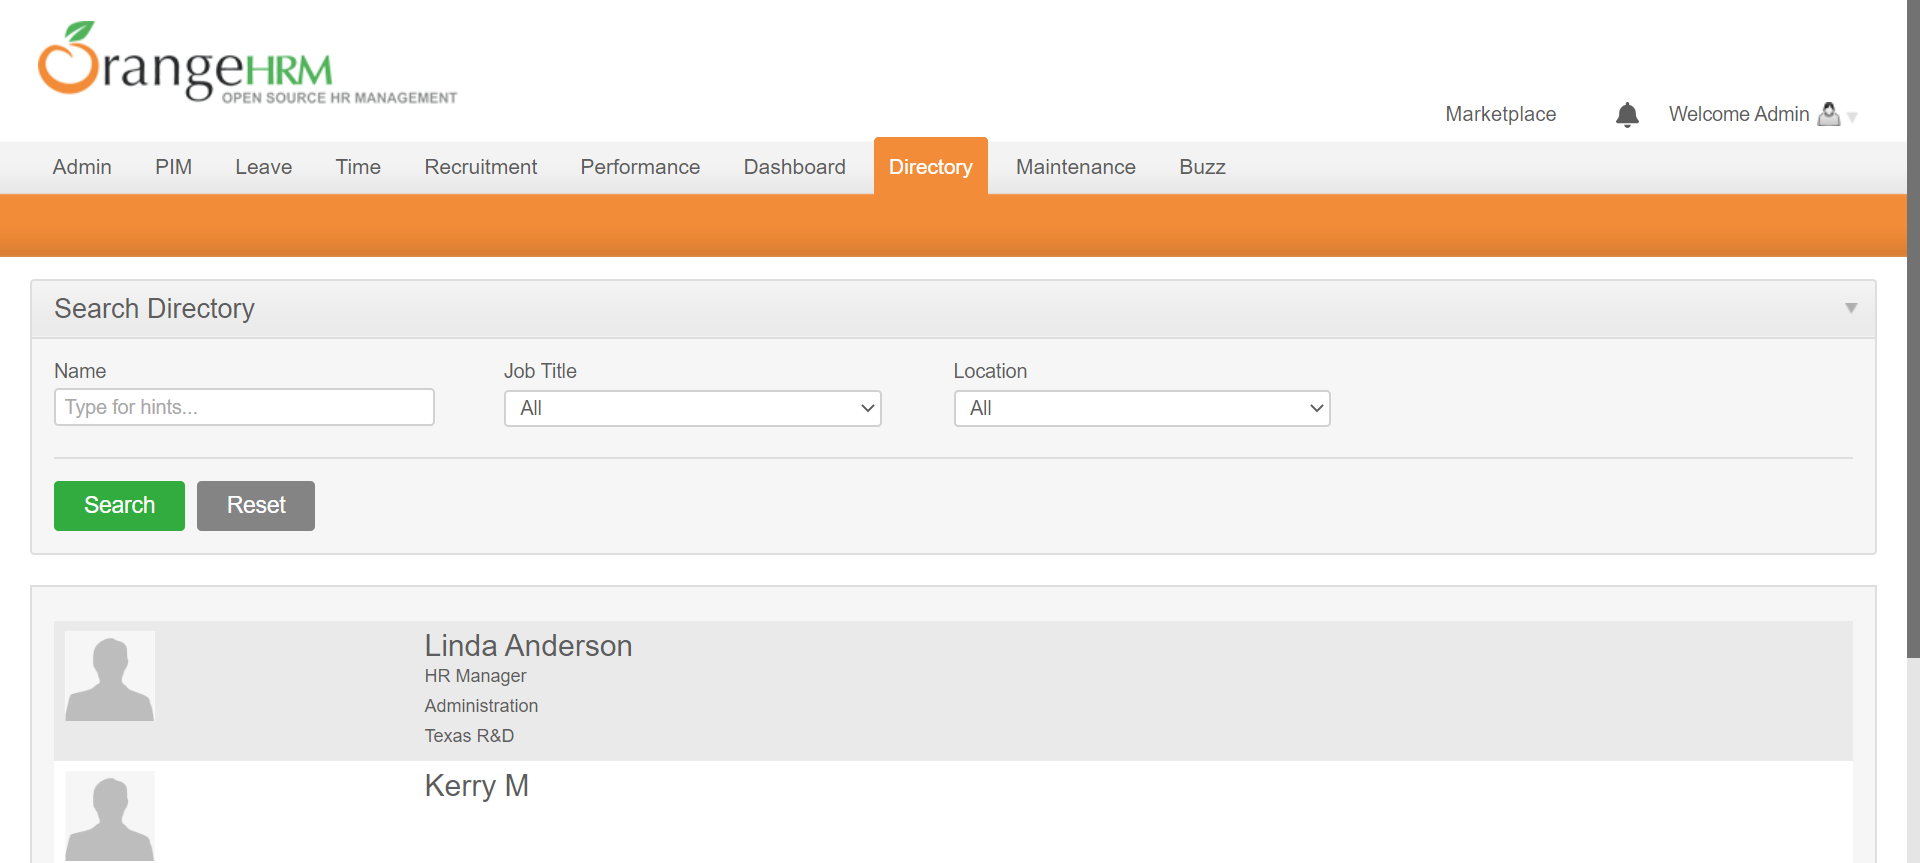 OrangeHRM
OPEN SOURCE HR MANAGEMENT
Marketplace Welcome Admin
Admin PIM Leave Time Recruitment Performance Dashboard Directory Maintenance Buzz
Search Directory
Name Job Title Location
Type for hints... All All
Search Reset
Linda Anderson
HR Manager
Administration
Texas R&D
Kerry M